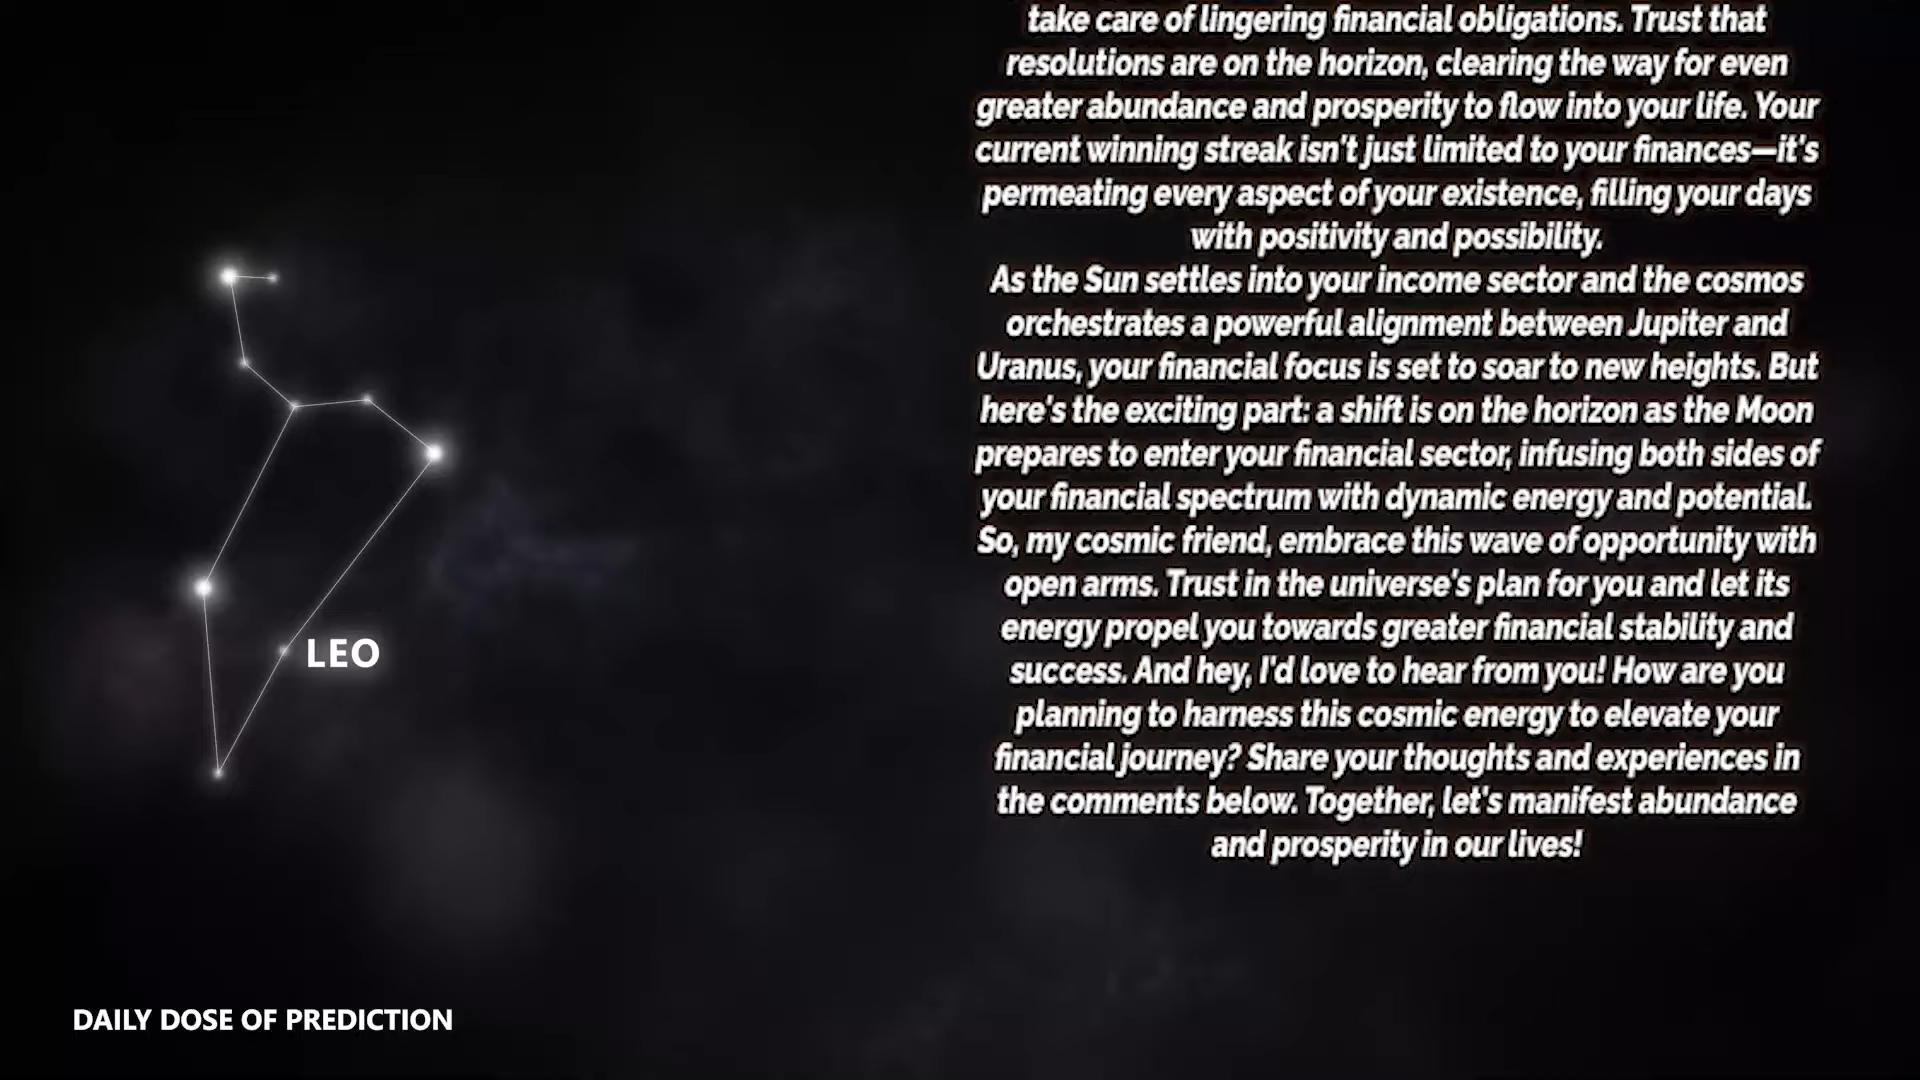 take care of lingering financial obligations. Trust that
resolutions are on the horizon, clearing the way for even
greater abundance and prosperity to flow into your life. Your
current winning streak isn't just limited to your finances—it's
permeating every aspect of your existence, filling your days
with positivity and possibility.
As the Sun settles into your income sector and the cosmos
orchestrates a powerful alignment between Jupiter and
Uranus, your financial focus is set to soar to new heights. But
here's the exciting part: a shift is on the horizon as the Moon
prepares to enter your financial sector, infusing both sides of
your financial spectrum with dynamic energy and potential.
So, my cosmic friend, embrace this wave of opportunity with
open arms. Trust in the universe's plan for you and let its
energy propel you towards greater financial stability and
success. And hey, I'd love to hear from you! How are you
planning to harness this cosmic energy to elevate your
financial journey? Share your thoughts and experiences in
the comments below. Together, let's manifest abundance
and prosperity in our lives!
LEO
DAILY DOSE OF PREDICTION